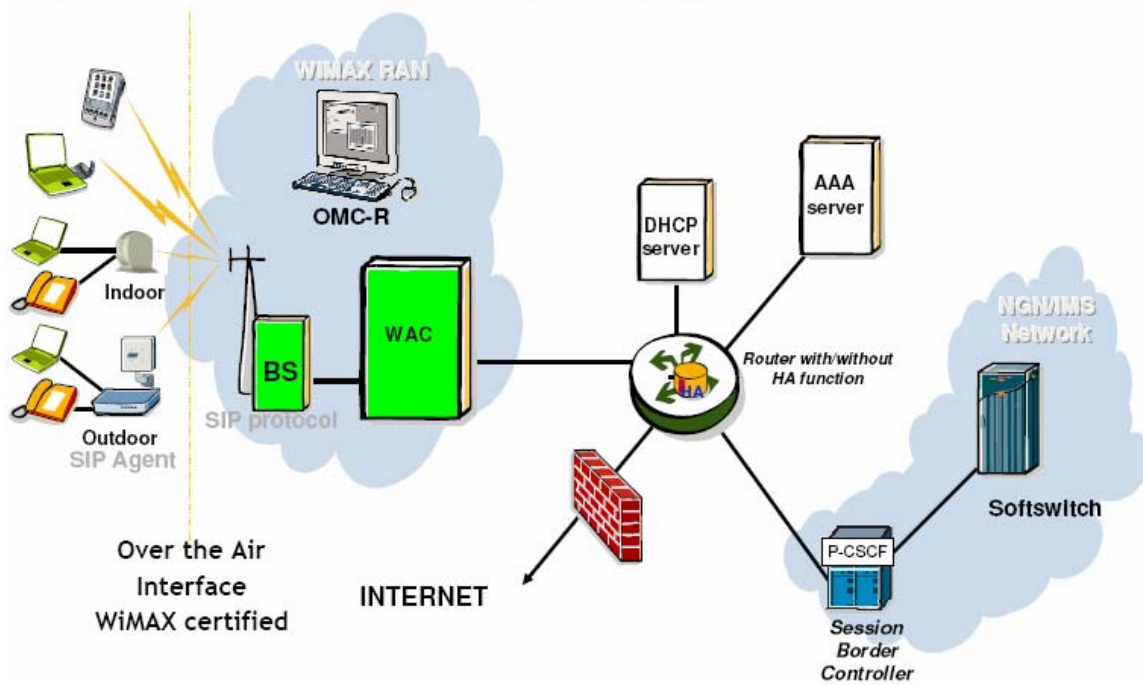 WIMAX RAN
OMC-R
Indoor
Outdoor
SIP Agent
BS
SIP protocol
WAC
DHCP
server
AAA
server
HA
Router with/without
HA function
NGN/IMS
Network
Softswitch
P-CSCF
Session
Border
Controller
INTERNET
Over the Air
Interface
WiMAX certified